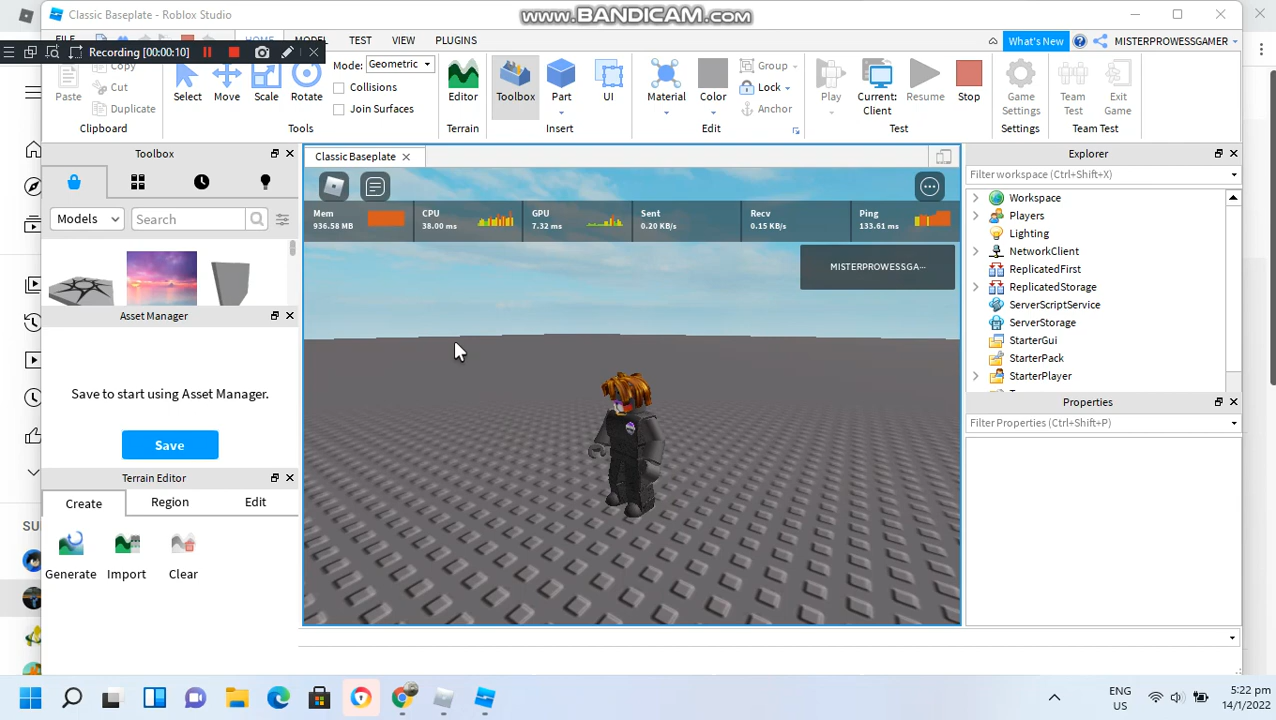 Classic Baseplate - Roblox Studio
www.BANDICAM.com
FILE HOME MODEL TEST VIEW PLUGINS
What's New
MISTERPROWESSGAMER
Recording [00:00:10]
Paste
Copy
Cut
Duplicate
Clipboard
Select
Move
Scale
Rotate
Mode: Geometric
Collisions
Join Surfaces
Tools
Editor
Terrain
Toolbox
Part
UI
Insert
Material
Color
Group
Lock
Anchor
Edit
Play
Current:
Client
Resume
Stop
Test
Game
Settings
Settings
Team
Test
Exit
Game
Team Test
Toolbox
Models
Search
Asset Manager
Save to start using Asset Manager.
Save
Terrain Editor
Create Region Edit
Generate Import Clear
Classic Baseplate
Mem
936.58 MB
CPU
38.00 ms
GPU
7.32 ms
Sent
0.20 KB/s
Recv
0.15 KB/s
Ping
133.61 ms
MISTERPROWESSGA...
Explorer
Filter workspace (Ctrl+Shift+X)
Workspace
Players
Lighting
NetworkClient
ReplicatedFirst
ReplicatedStorage
ServerScriptService
ServerStorage
StarterGui
StarterPack
StarterPlayer
Properties
Filter Properties (Ctrl+Shift+P)
SU
ENG
US
5:22 pm
14/1/2022